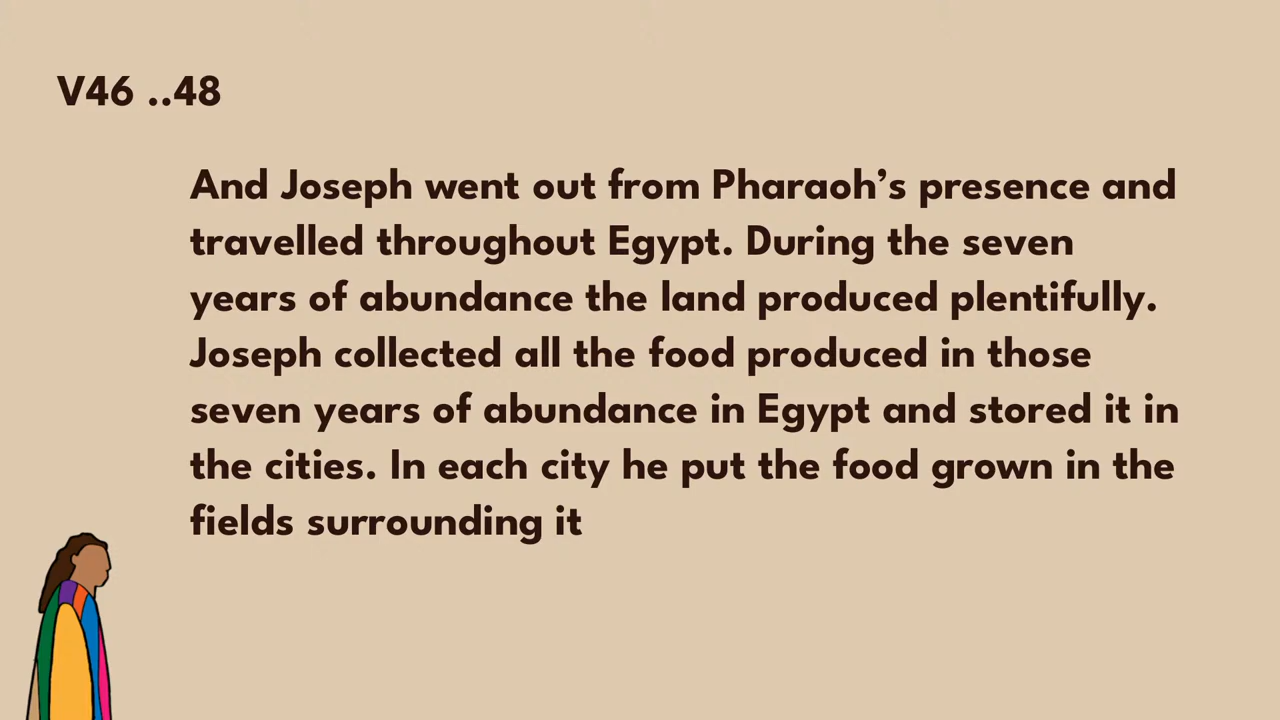 V46 ..48
And Joseph went out from Pharaoh’s presence and
travelled throughout Egypt. During the seven
years of abundance the land produced plentifully.
Joseph collected all the food produced in those
seven years of abundance in Egypt and stored it in
the cities. In each city he put the food grown in the
fields surrounding it